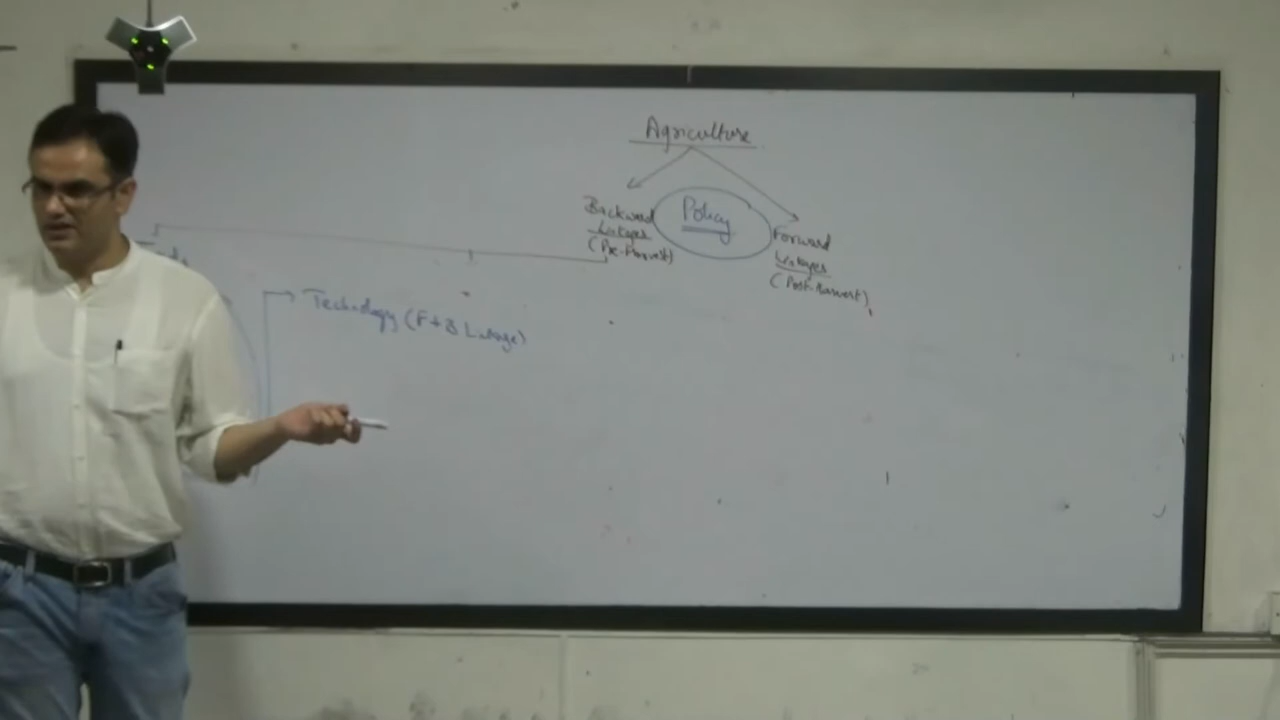 Agriculture
Policy
Backward
Linkages
(Pre-Harvest)
Forward
Linkages
(Post-Harvest)
Technology (F+B Linkage)